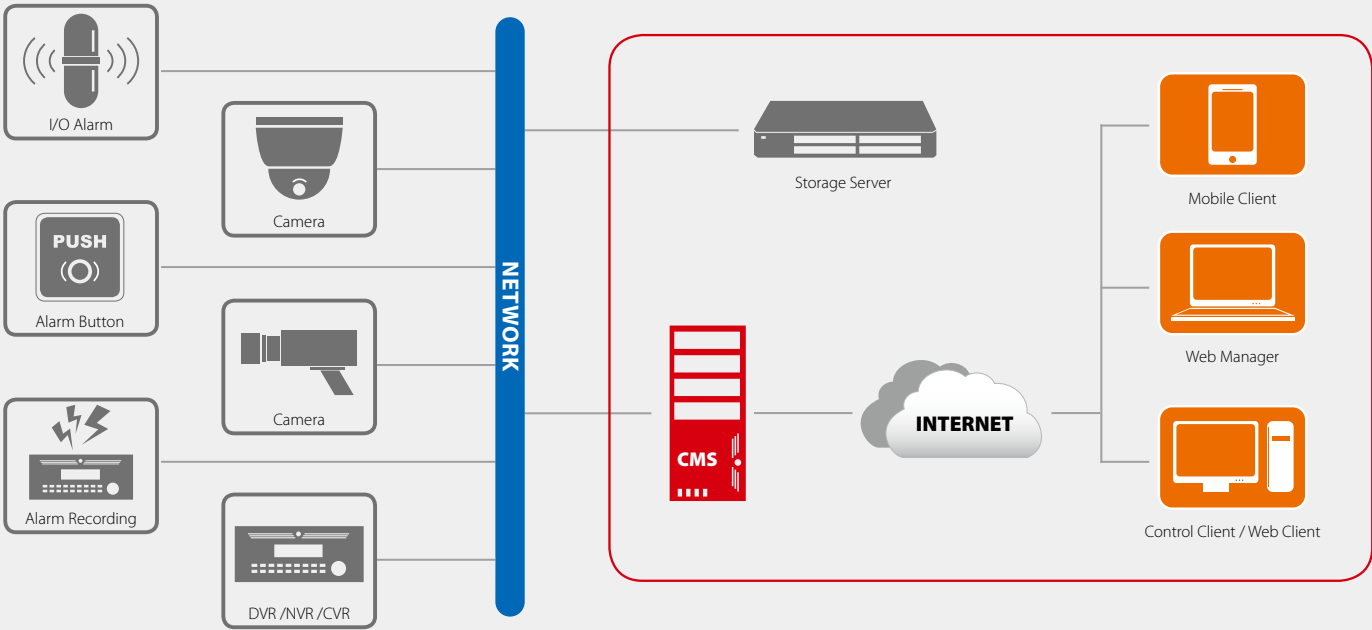 I/O Alarm
Camera
PUSH
Alarm Button
Camera
Alarm Recording
DVR /NVR /CVR
NETWORK
Storage Server
CMS
INTERNET
Mobile Client
Web Manager
Control Client / Web Client